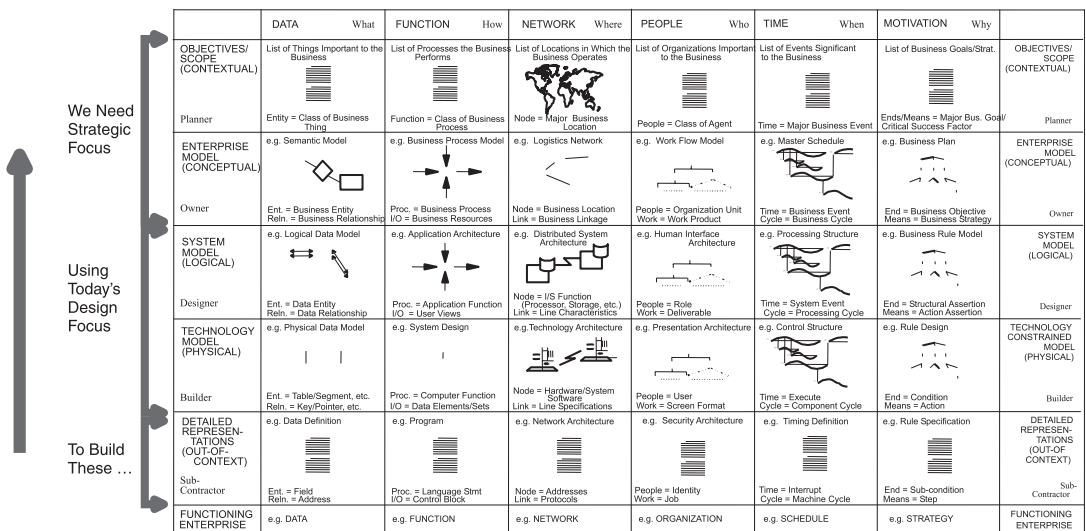 DATA What
FUNCTION How
NETWORK Where
PEOPLE Who
TIME When
MOTIVATION Why
We Need
Strategic
Focus
Using
Today's
Design
Focus
To Build
These ...
OBJECTIVES/
SCOPE
(CONTEXTUAL)
Planner
List of Things Important to the
Business
Entity = Class of Business
Thing
List of Processes the Business
Performs
Function = Class of Business
Process
List of Locations in Which the
Business Operates
Node = Major Business
Location
List of Organizations Important
to the Business
People = Class of Agent
List of Events Significant
to the Business
Time = Major Business Event
List of Business Goals/Strat.
Ends/Means = Major Bus. Goal/
Critical Success Factor
OBJECTIVES/
SCOPE
(CONTEXTUAL)
Planner
ENTERPRISE
MODEL
(CONCEPTUAL)
Owner
e.g. Semantic Model
Ent. = Business Entity
Reln. = Business Relationship
e.g. Business Process Model
Proc. = Business Process
I/O = Business Resources
e.g. Logistics Network
Node = Business Location
Link = Business Linkage
e.g. Work Flow Model
People = Organization Unit
Work = Work Product
e.g. Master Schedule
Time = Business Event
Cycle = Business Cycle
e.g. Business Plan
End = Business Objective
Means = Business Strategy
ENTERPRISE
MODEL
(CONCEPTUAL)
Owner
SYSTEM
MODEL
(LOGICAL)
Designer
e.g. Logical Data Model
Ent. = Data Entity
Reln. = Data Relationship
e.g. Application Architecture
Proc. = Application Function
I/O = User Views
e.g. Distributed System
Architecture
Node = I/S Function
(Processor, Storage, etc.)
Link = Line Characteristics
e.g. Human Interface
Architecture
People = Role
Work = Deliverable
e.g. Processing Structure
Time = System Event
Cycle = Processing Cycle
e.g. Business Rule Model
End = Structural Assertion
Means = Action Assertion
SYSTEM
MODEL
(LOGICAL)
Designer
TECHNOLOGY
MODEL
(PHYSICAL)
Builder
e.g. Physical Data Model
Ent. = Table/Segment, etc.
Reln. = Key/Pointer, etc.
e.g. System Design
Proc. = Computer Function
I/O = Data Elements/Sets
e.g.Technology Architecture
Node = Hardware/System
Software
Link = Line Specifications
e.g. Presentation Architecture
People = User
Work = Screen Format
e.g. Control Structure
Time = Execute
Cycle = Component Cycle
e.g. Rule Design
End = Condition
Means = Action
TECHNOLOGY
CONSTRAINED
MODEL
(PHYSICAL)
Builder
DETAILED
REPRESEN-
TATIONS
(OUT-OF-
CONTEXT)
Sub-
Contractor
e.g. Data Definition
Ent. = Field
Reln. = Address
e.g. Program
Proc. = Language Stmt
I/O = Control Block
e.g. Network Architecture
Node = Addresses
Link = Protocols
e.g. Security Architecture
People = Identity
Work = Job
e.g. Timing Definition
Time = Interrupt
Cycle = Machine Cycle
e.g. Rule Specification
End = Sub-condition
Means = Step
DETAILED
REPRESEN-
TATIONS
(OUT-OF
CONTEXT)
Sub-
Contractor
FUNCTIONING
ENTERPRISE
e.g. DATA
e.g. FUNCTION
e.g. NETWORK
e.g. ORGANIZATION
e.g. SCHEDULE
e.g. STRATEGY
FUNCTIONING
ENTERPRISE